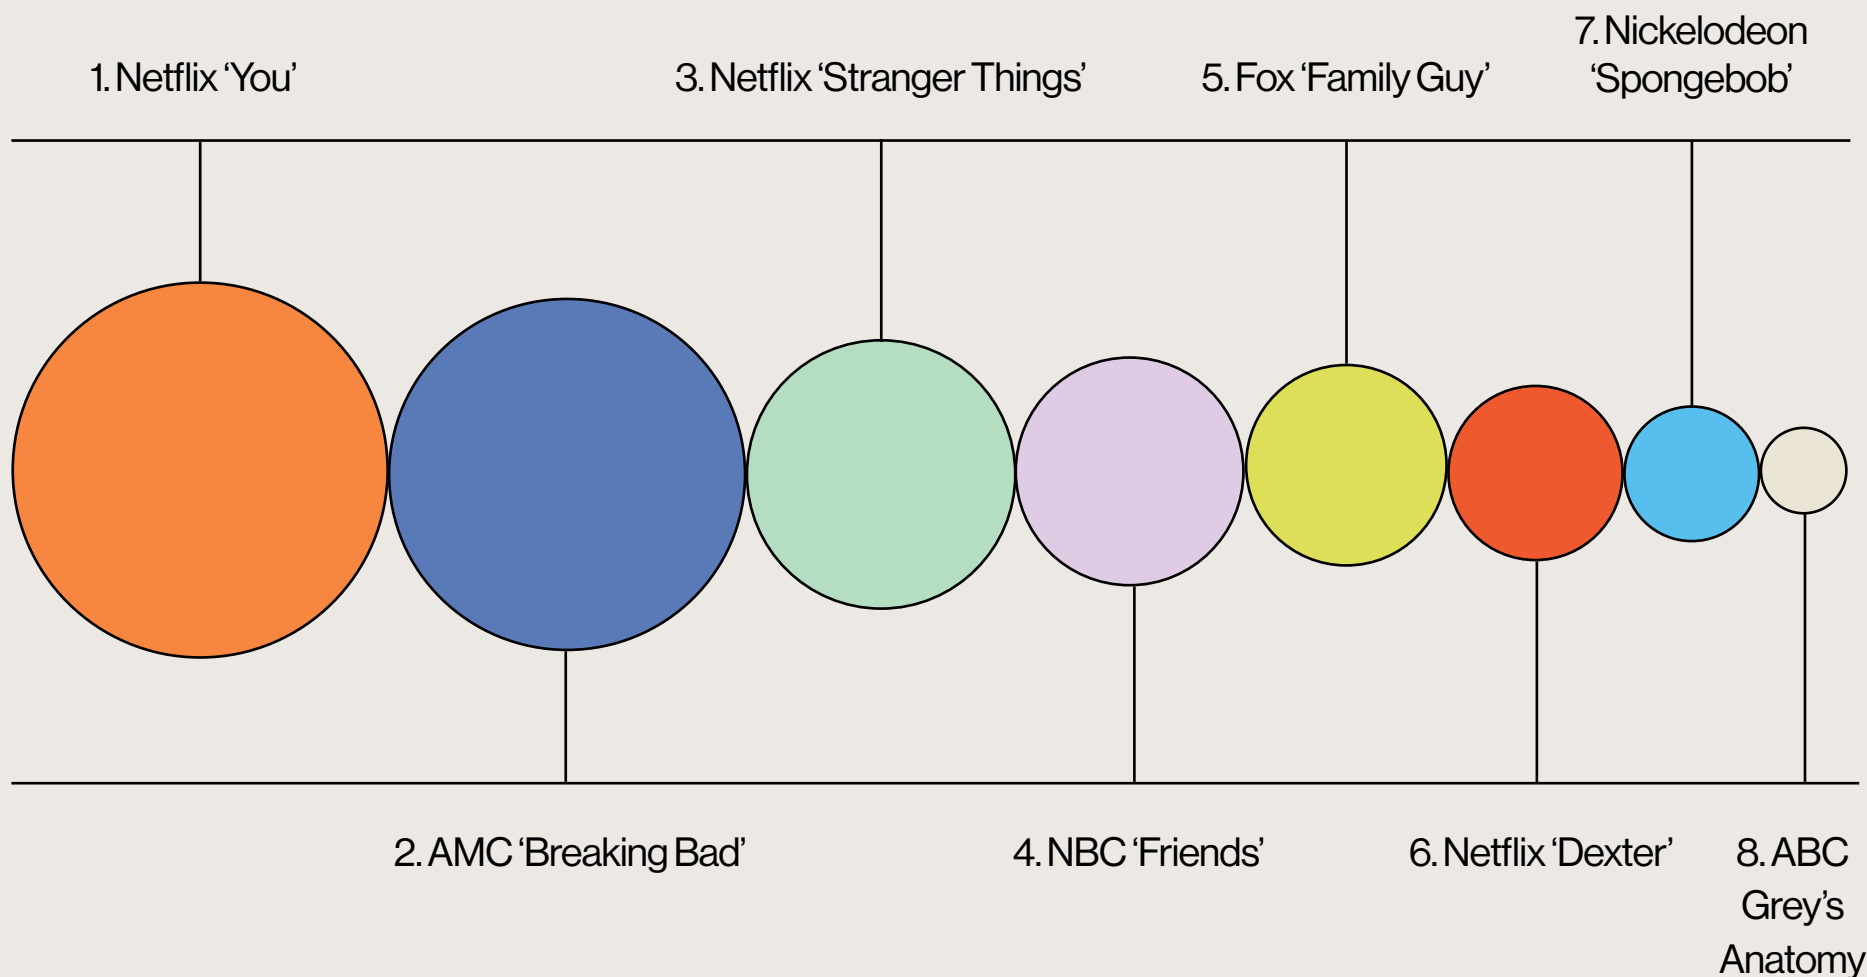 7. Nickelodeon
1. Netflix ‘You’
3. Netflix ‘Stranger Things’
5. Fox ‘Family Guy’
‘Spongebob’
2. AMC ‘Breaking Bad’
4. NBC ‘Friends’
6. Netflix ‘Dexter’
8. ABC
Grey’s
Anatomy